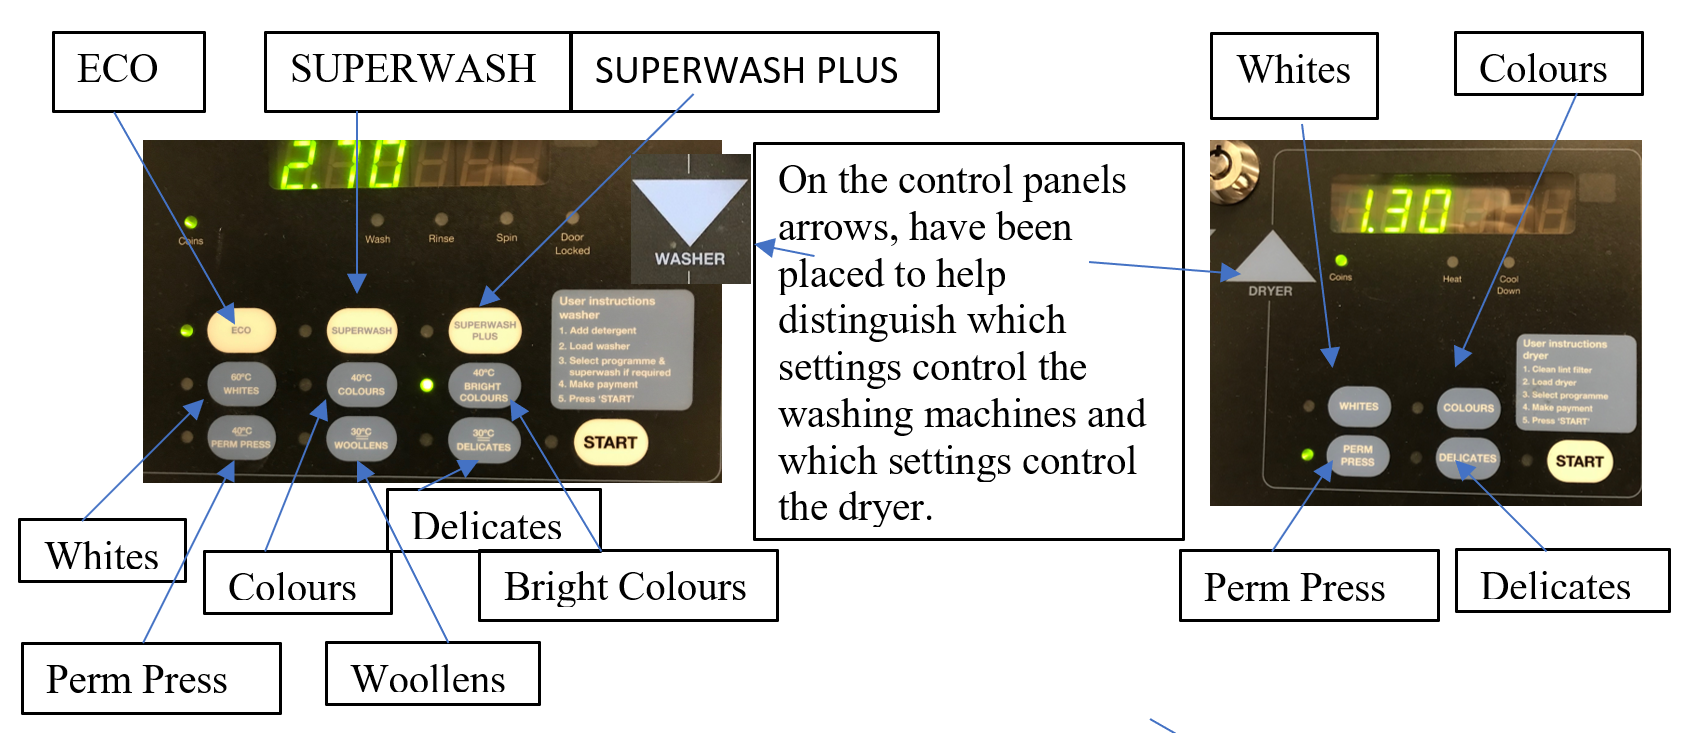 ECO
SUPERWASH
SUPERWASH PLUS
Whites
Colours
2.70
Coins
Wash
Rinse
Spin
Door
Locked
WASHER
ECO
SUPERWASH
SUPERWASH
PLUS
60°C
WHITES
40°C
COLOURS
40°C
BRIGHT
COLOURS
40°C
PERM PRESS
30°C
WOOLLENS
30°C
DELICATES
User instructions
washer
1. Add detergent
2. Load washer
3. Select programme &
superwash if required
4. Make payment
5. Press 'START'
START
On the control panels
arrows, have been
placed to help
distinguish which
settings control the
washing machines and
which settings control
the dryer.
1.30
DRYER
Coins
Heat
Cool
Down
User instructions
dryer
1. Clean lint filter
2. Load dryer
3. Select programme
4. Make payment
5. Press 'START'
WHITES
COLOURS
PERM
PRESS
DELICATES
START
Whites
Colours
Delicates
Bright Colours
Perm Press
Woollens
Perm Press
Delicates